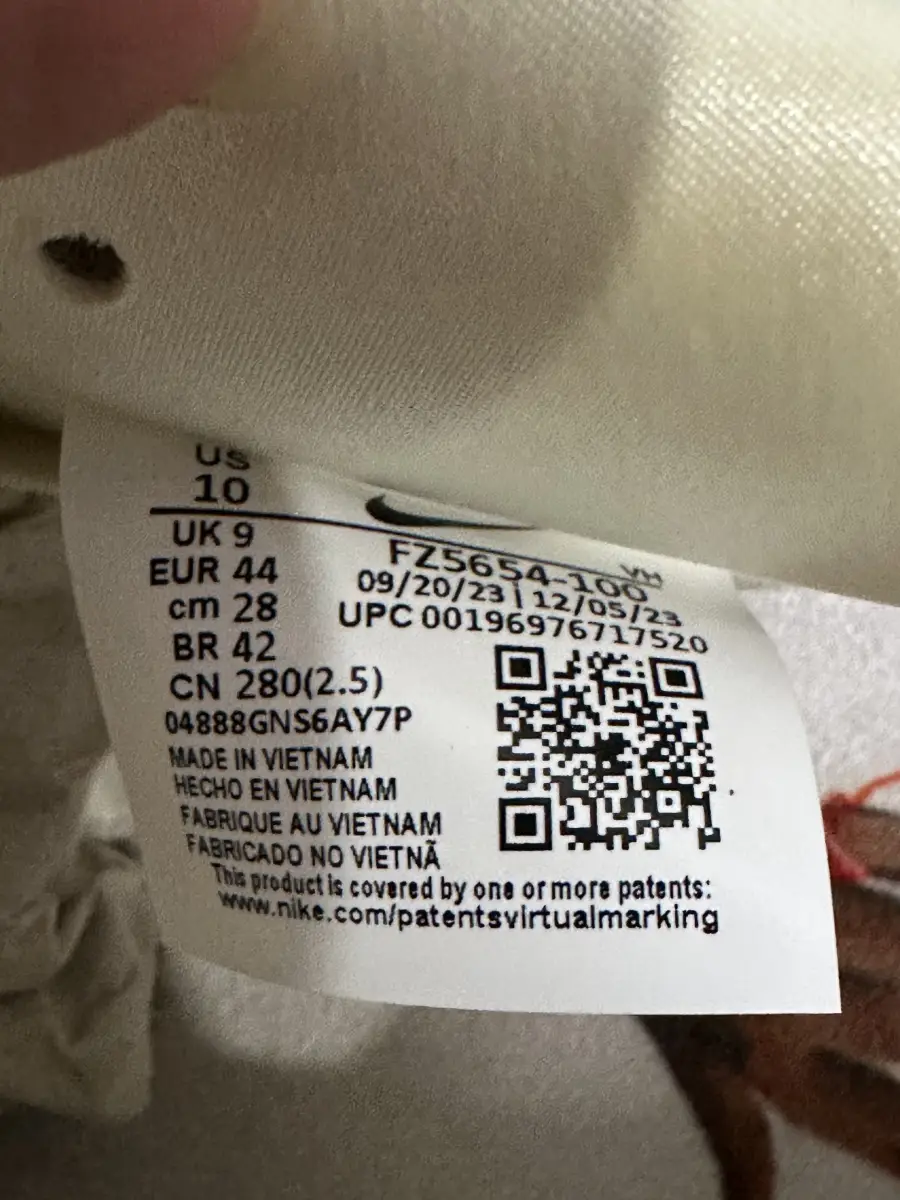 US
10
UK 9
EUR 44
cm 28
BR 42
CN 280(2.5)
04888GNS6AY7P
MADE IN VIETNAM
HECHO EN VIETNAM
FABRIQUE AU VIETNAM
FABRICADO NO VIETNÃ
VH
FZ5654-100
09/20/23 | 12/05/23
UPC 00196976717520
This product is covered by one or more patents:
www.nike.com/patentsvirtualmarking